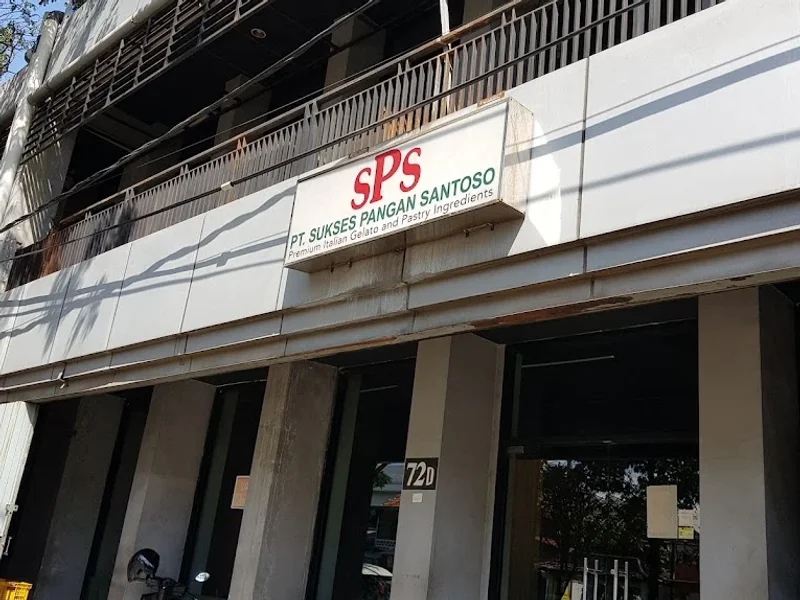 SPS
PT. SUKSES PANGAN SANTOSO
Premium Italian Gelato and Pastry Ingredients
72D